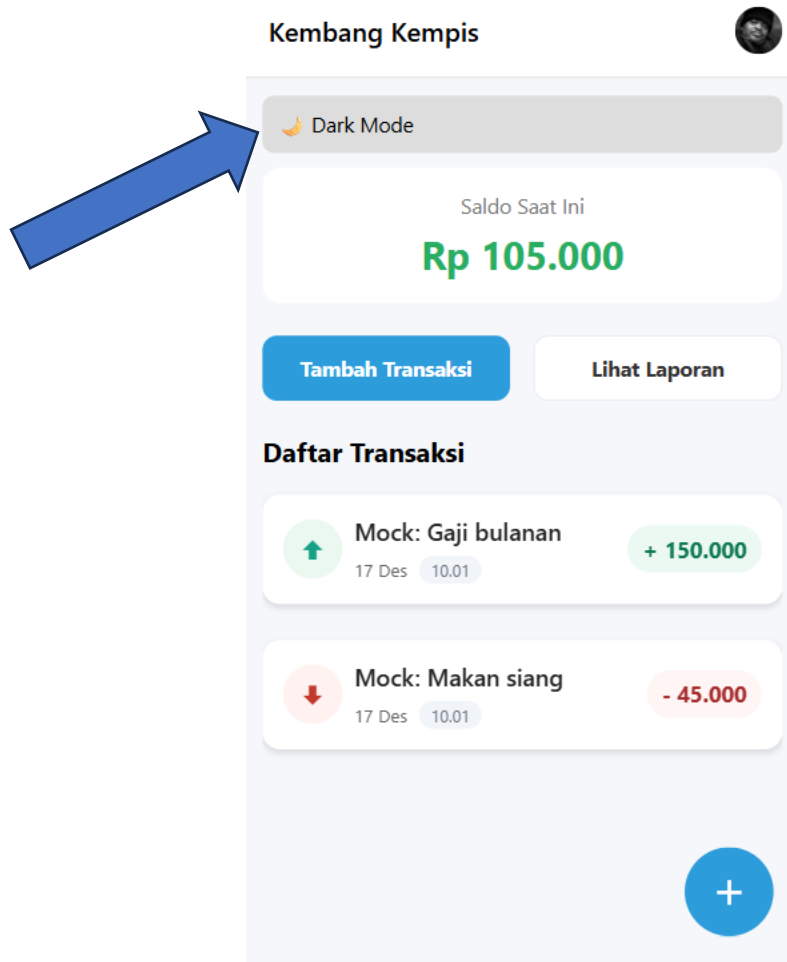 Kembang Kempis
🌙 Dark Mode
Saldo Saat Ini
Rp 105.000
Tambah Transaksi
Lihat Laporan
Daftar Transaksi
Mock: Gaji bulanan
17 Des 10.01
+ 150.000
Mock: Makan siang
17 Des 10.01
- 45.000
+